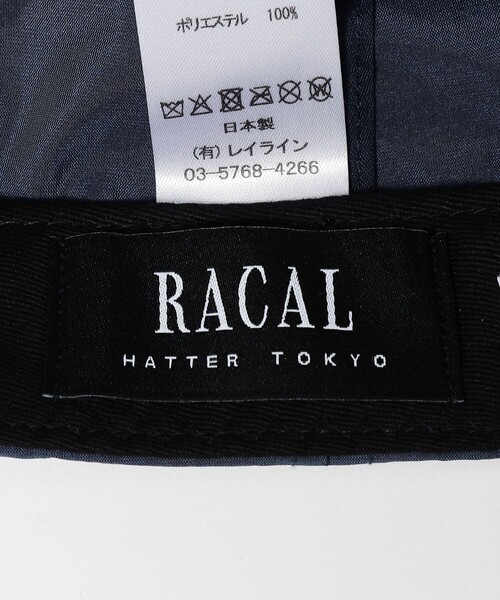 ポリエステル 100%
日本製
(有)レイライン
03-5768-4266
RACAL
HATTER TOKYO